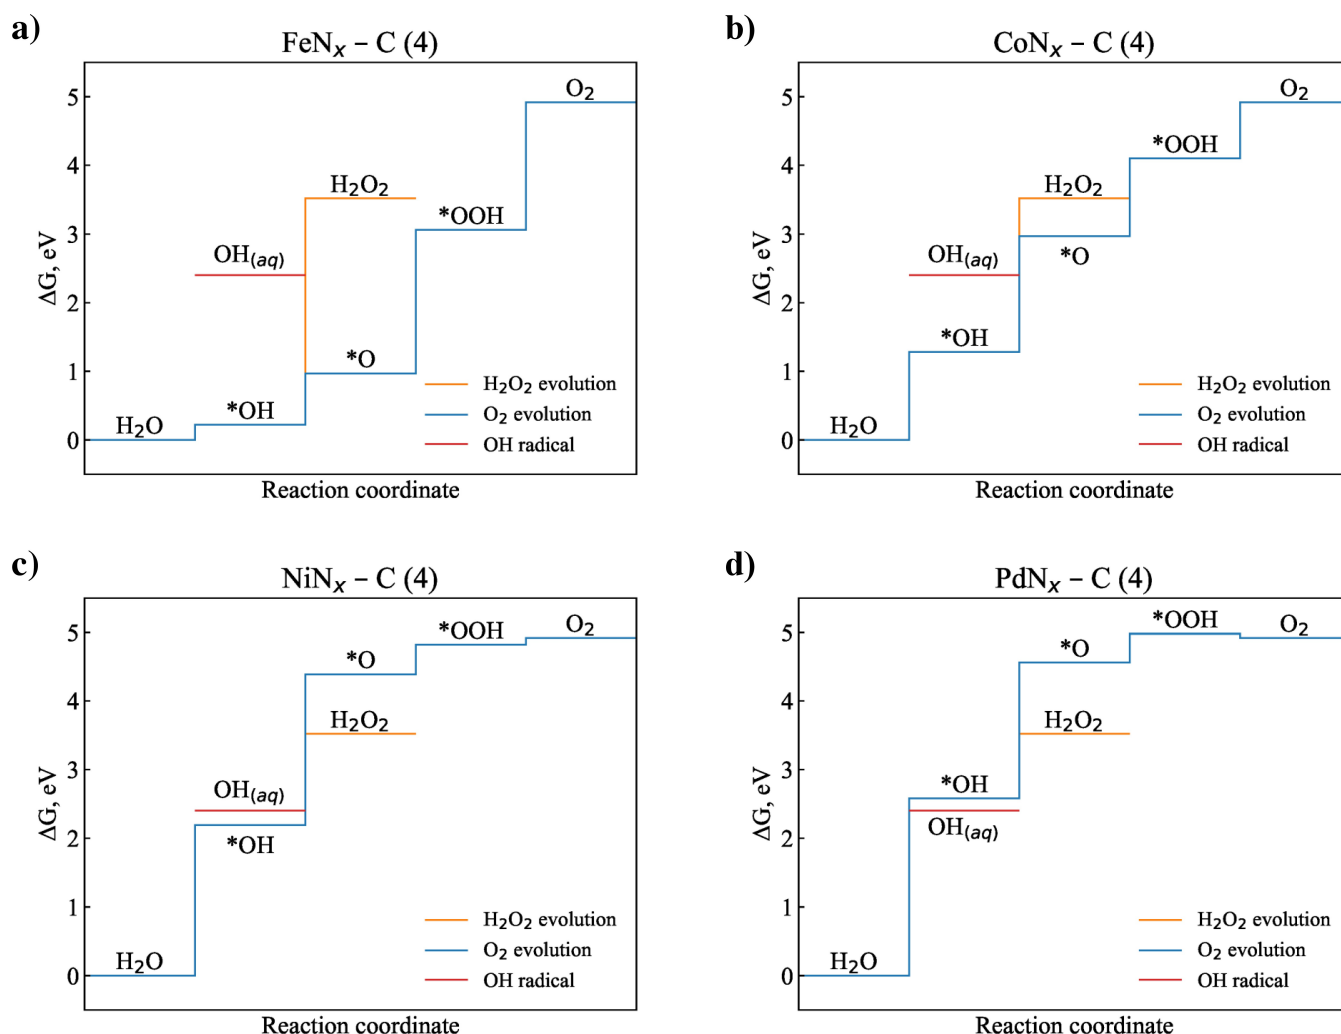 a)
FeNx – C (4)
ΔG, eV
5
4
3
2
1
0
O2
H2O2
*OOH
OH(aq)
*O
*OH
H2O
H2O2 evolution
O2 evolution
OH radical
Reaction coordinate
b)
CoNx – C (4)
ΔG, eV
5
4
3
2
1
0
O2
*OOH
H2O2
OH(aq)
*O
*OH
H2O
H2O2 evolution
O2 evolution
OH radical
Reaction coordinate
c)
NiNx – C (4)
ΔG, eV
5
4
3
2
1
0
O2
*OOH
*O
H2O2
OH(aq)
*OH
H2O
H2O2 evolution
O2 evolution
OH radical
Reaction coordinate
d)
PdNx – C (4)
ΔG, eV
5
4
3
2
1
0
*OOH
O2
*O
H2O2
*OH
OH(aq)
H2O
H2O2 evolution
O2 evolution
OH radical
Reaction coordinate